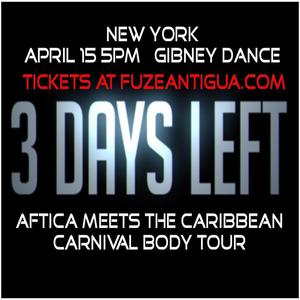 NEW YORK
APRIL 15 5PM GIBNEY DANCE
TICKETS AT FUZEANTIGUA.COM
3 DAYS LEFT
AFTICA MEETS THE CARIBBEAN
CARNIVAL BODY TOUR